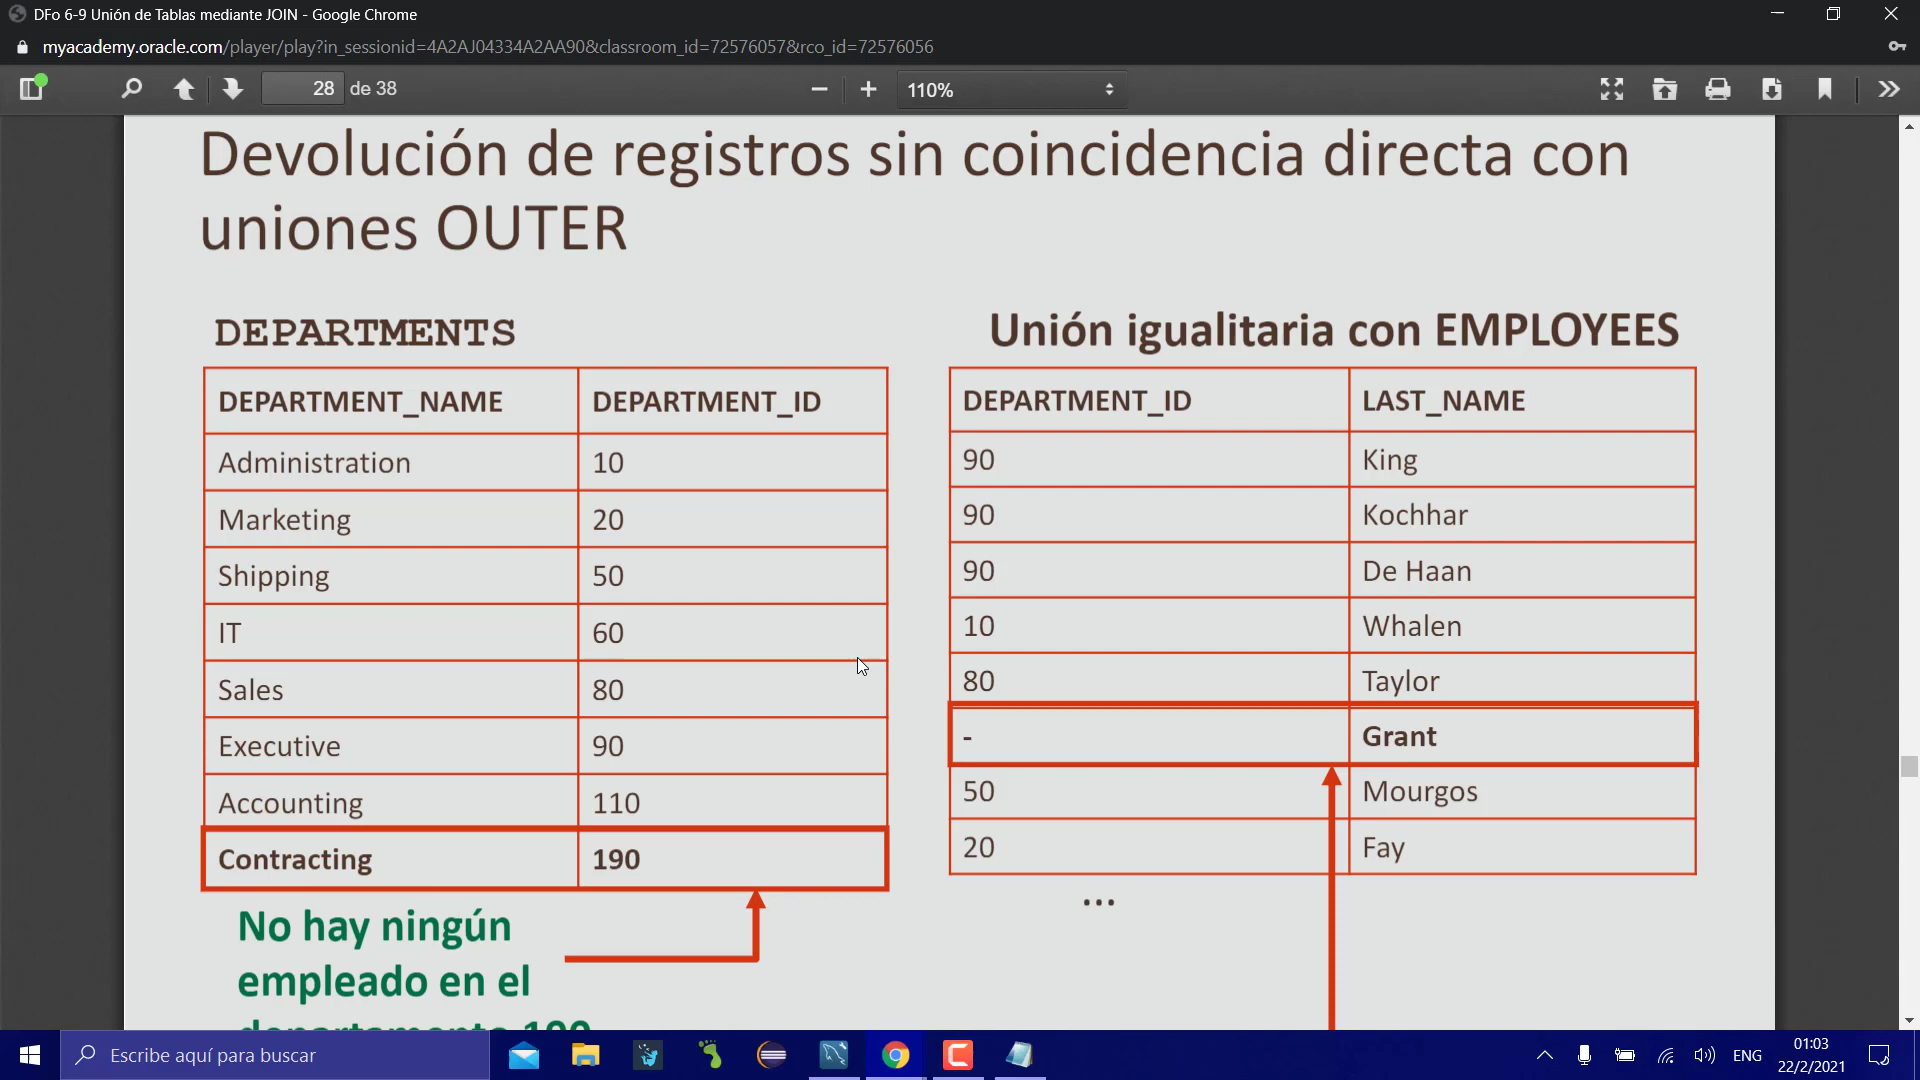 DFo 6-9 Unión de Tablas mediante JOIN - Google Chrome
myacademy.oracle.com/player/play?in_sessionid=4A2AJ04334A2AA90&classroom_id=72576057&rco_id=72576056
28 de 38
110%
Devolución de registros sin coincidencia directa con
uniones OUTER
DEPARTMENTS
DEPARTMENT_NAME DEPARTMENT_ID
Administration 10
Marketing 20
Shipping 50
IT 60
Sales 80
Executive 90
Accounting 110
Contracting 190
No hay ningún
empleado en el
departamento 190
Unión igualitaria con EMPLOYEES
DEPARTMENT_ID LAST_NAME
90 King
90 Kochhar
90 De Haan
10 Whalen
80 Taylor
- Grant
50 Mourgos
20 Fay
...
Escribe aquí para buscar
ENG
01:03
22/2/2021